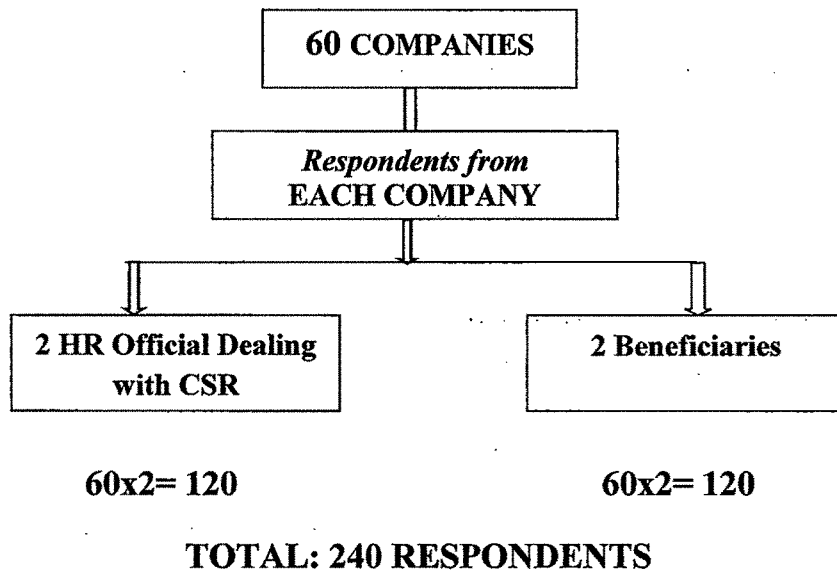 60 COMPANIES
Respondents from
EACH COMPANY
2 HR Official Dealing
with CSR
2 Beneficiaries
60x2= 120
60x2= 120
TOTAL: 240 RESPONDENTS